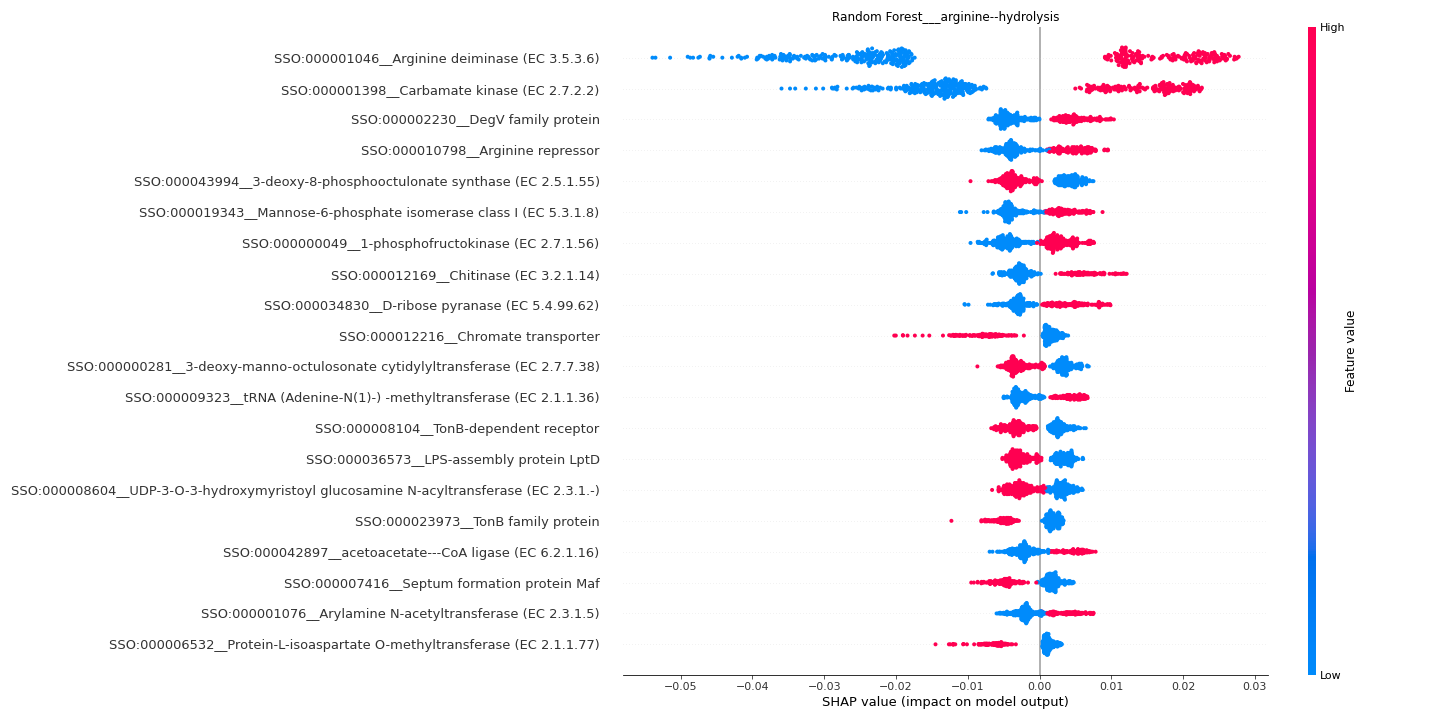 Random Forest___arginine--hydrolysis
High
SSO:000001046__Arginine deiminase (EC 3.5.3.6)
SSO:000001398__Carbamate kinase (EC 2.7.2.2)
SSO:000002230__DegV family protein
SSO:000010798__Arginine repressor
SSO:000043994__3-deoxy-8-phosphooctulonate synthase (EC 2.5.1.55)
SSO:000019343__Mannose-6-phosphate isomerase class I (EC 5.3.1.8)
SSO:000000049__1-phosphofructokinase (EC 2.7.1.56)
SSO:000012169__Chitinase (EC 3.2.1.14)
SSO:000034830__D-ribose pyranase (EC 5.4.99.62)
SSO:000012216__Chromate transporter
SSO:000000281__3-deoxy-manno-octulosonate cytidylyltransferase (EC 2.7.7.38)
SSO:000009323__tRNA (Adenine-N(1)-) -methyltransferase (EC 2.1.1.36)
SSO:000008104__TonB-dependent receptor
SSO:000036573__LPS-assembly protein LptD
SSO:000008604__UDP-3-O-3-hydroxymyristoyl glucosamine N-acyltransferase (EC 2.3.1.-)
SSO:000023973__TonB family protein
SSO:000042897__acetoacetate---CoA ligase (EC 6.2.1.16)
SSO:000007416__Septum formation protein Maf
SSO:000001076__Arylamine N-acetyltransferase (EC 2.3.1.5)
SSO:000006532__Protein-L-isoaspartate O-methyltransferase (EC 2.1.1.77)
Feature value
Low
−0.05 −0.04 −0.03 −0.02 −0.01 0.00 0.01 0.02 0.03
SHAP value (impact on model output)